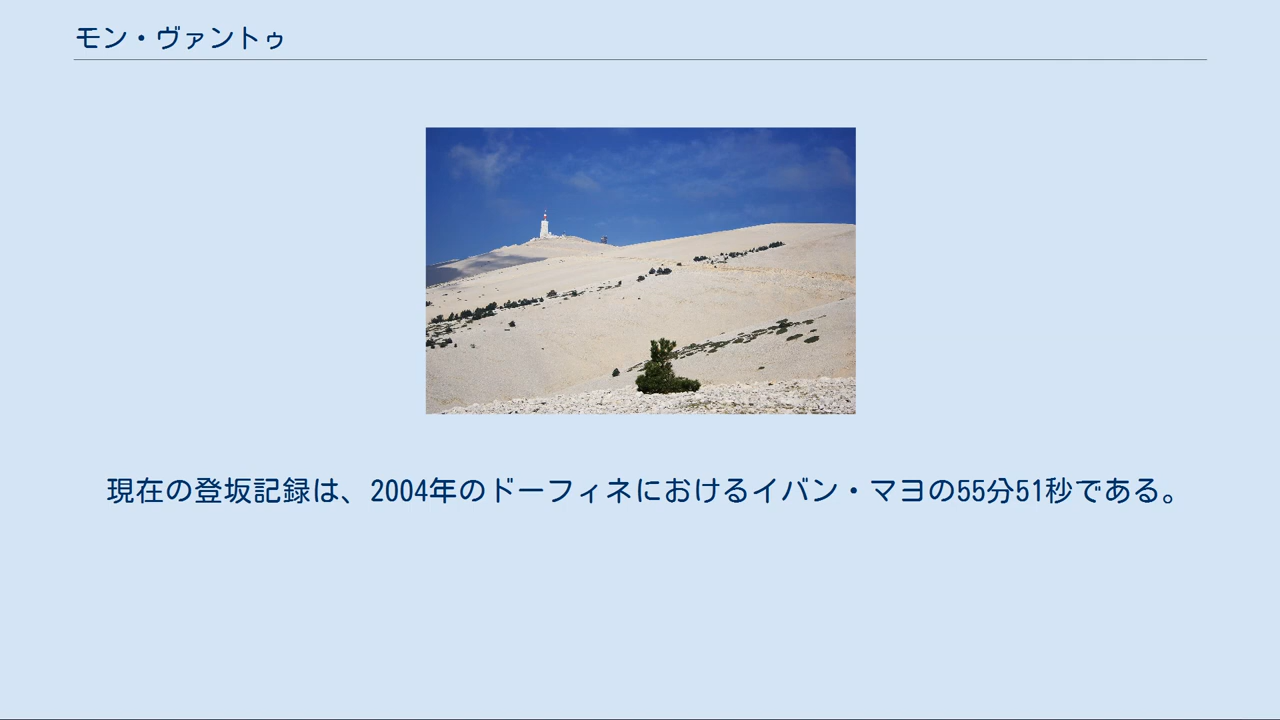 モン・ヴァントゥ
現在の登坂記録は、2004年のドーフィネにおけるイバン・マヨの55分51秒である。